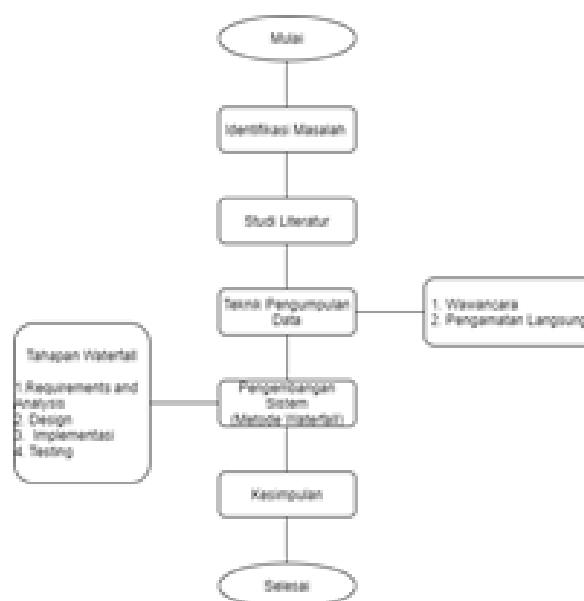 Mulai
Identifikasi Masalah
Studi Literatur
Teknik Pengumpulan
Data
1. Wawancara
2. Pengamatan Langsung
Tahapan Waterfall
1 Requirements and
Analysis
2. Design
3. Implementasi
4. Testing
Pengembangan
Sistem
(Metode Waterfall)
Kesimpulan
Selesai